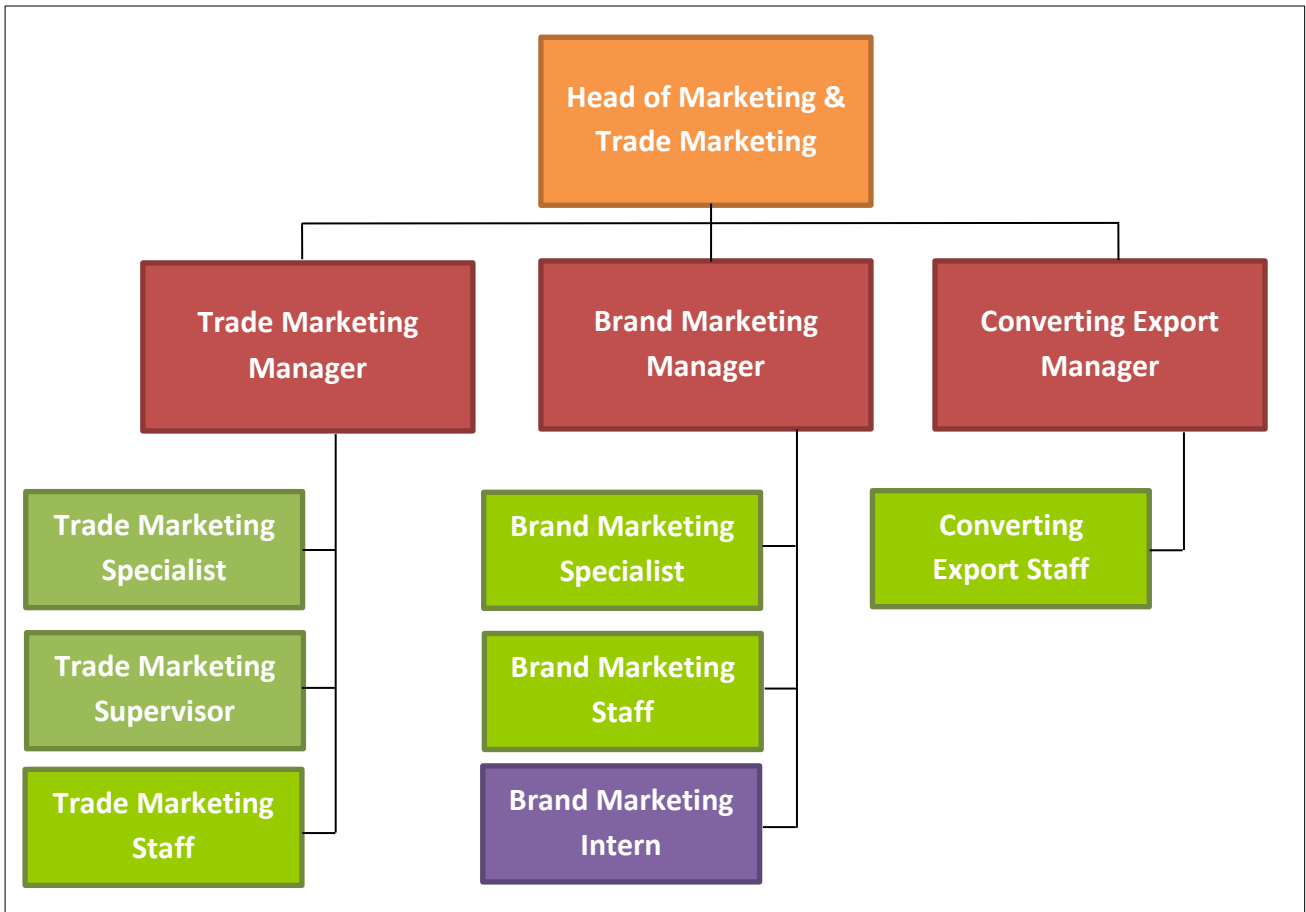 Head of Marketing &
Trade Marketing
Trade Marketing
Manager
Brand Marketing
Manager
Converting Export
Manager
Trade Marketing
Specialist
Trade Marketing
Supervisor
Trade Marketing
Staff
Brand Marketing
Specialist
Brand Marketing
Staff
Brand Marketing
Intern
Converting
Export Staff